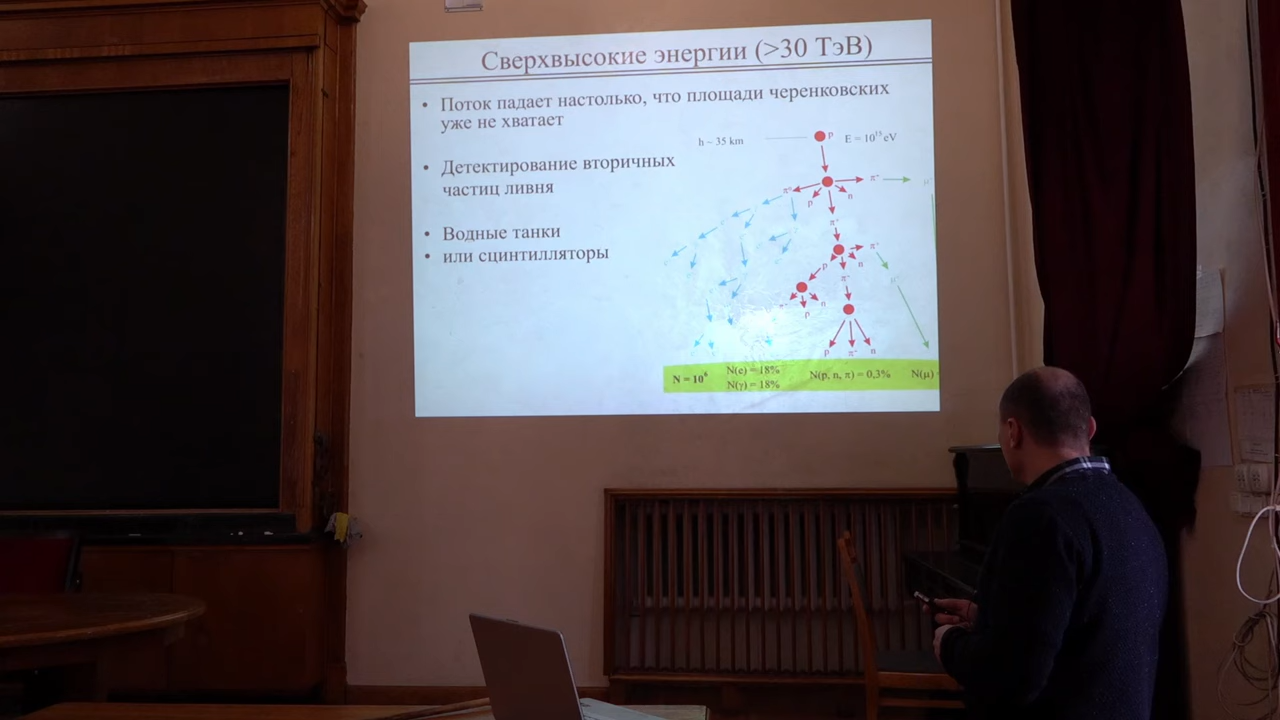 Сверхвысокие энергии (>30 ТэВ)
• Поток падает настолько, что площади черенковских
уже не хватает
h ~ 35 km
p
E = 10¹⁵ eV
• Детектирование вторичных
частиц ливня
π⁺
p
n
• Водные танки
• или сцинтилляторы
p
n
n
p
p
n
N = 10⁶
N(e) = 18%
N(γ) = 18%
N(p, n, π) = 0,3%
N(μ)